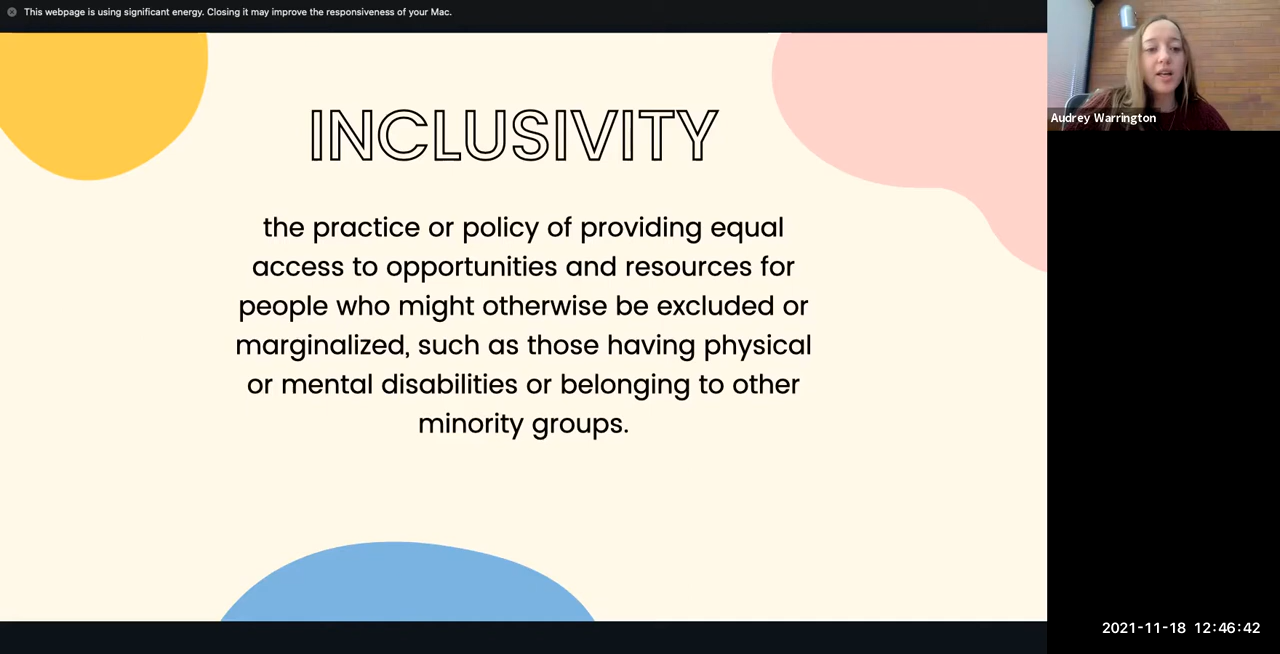 This webpage is using significant energy. Closing it may improve the responsiveness of your Mac.
INCLUSIVITY
the practice or policy of providing equal
access to opportunities and resources for
people who might otherwise be excluded or
marginalized, such as those having physical
or mental disabilities or belonging to other
minority groups.
Audrey Warrington
2021-11-18 12:46:42